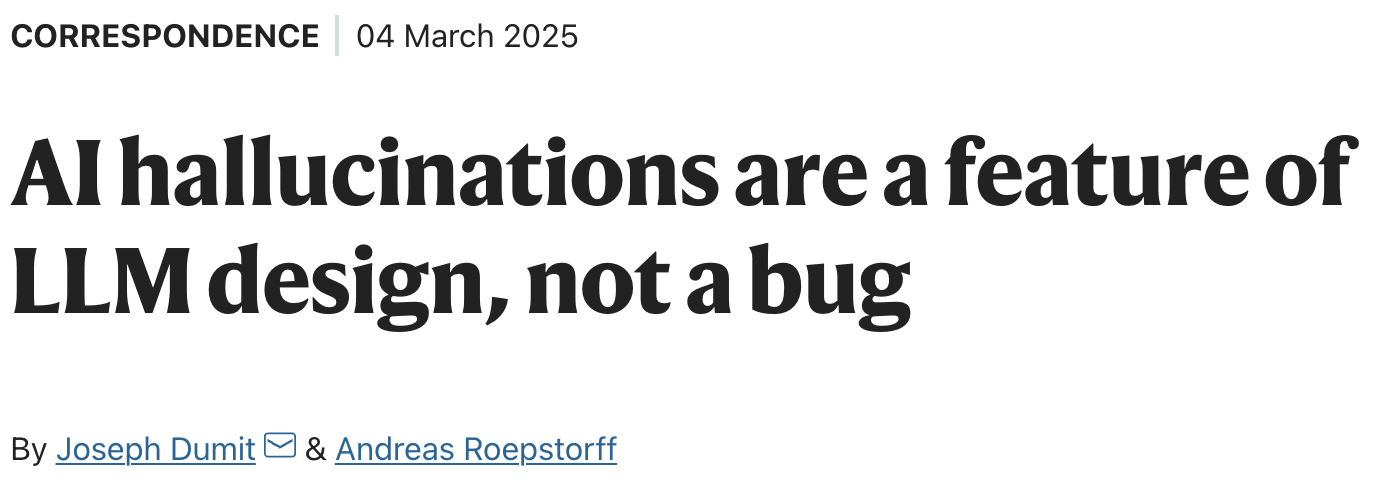 CORRESPONDENCE | 04 March 2025
AI hallucinations are a feature of
LLM design, not a bug
By Joseph Dumit & Andreas Roepstorff